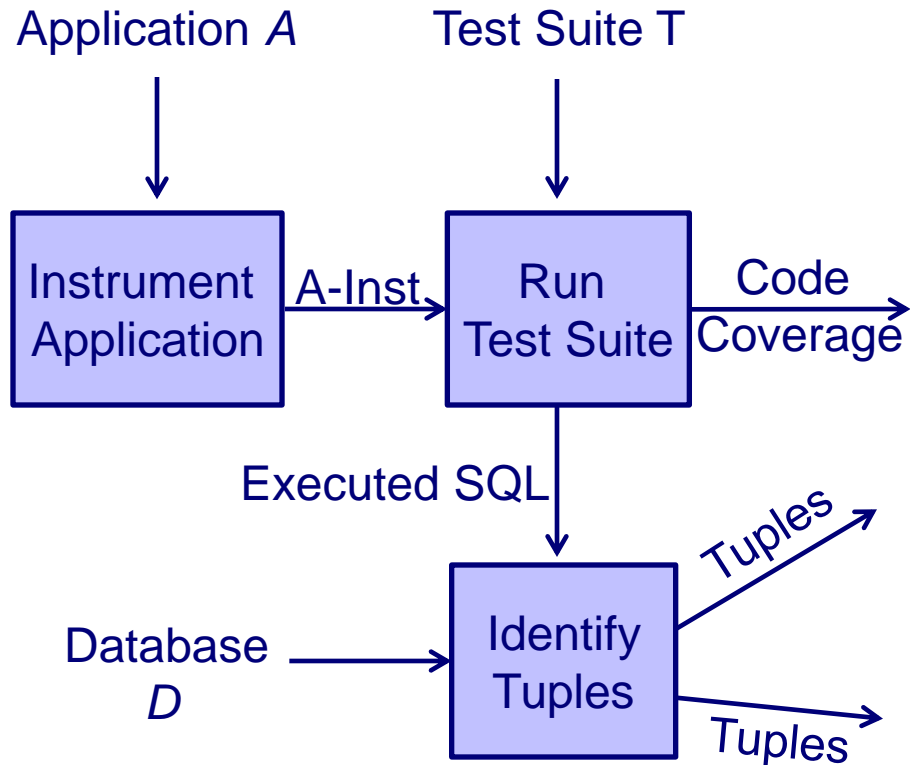 Application A
Test Suite T
Instrument
Application
A-Inst
Run
Test Suite
Code
Coverage
Executed SQL
Database
D
Identify
Tuples
Tuples
Tuples